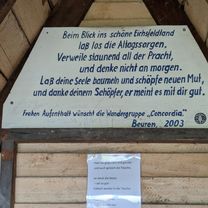 Beim Blick ins schöne Eichsfeldland
laß los die Alltagssorgen.
Verweile staunend all der Pracht,
und denke nicht an morgen.
Laß deine Seele baumeln und schöpfe neuen Mut,
und danke deinem Schöpfer, er meint es mit dir gut.
Frohen Aufenthalt wünscht die Wandergruppe „Concordia"
Beuren, 2003